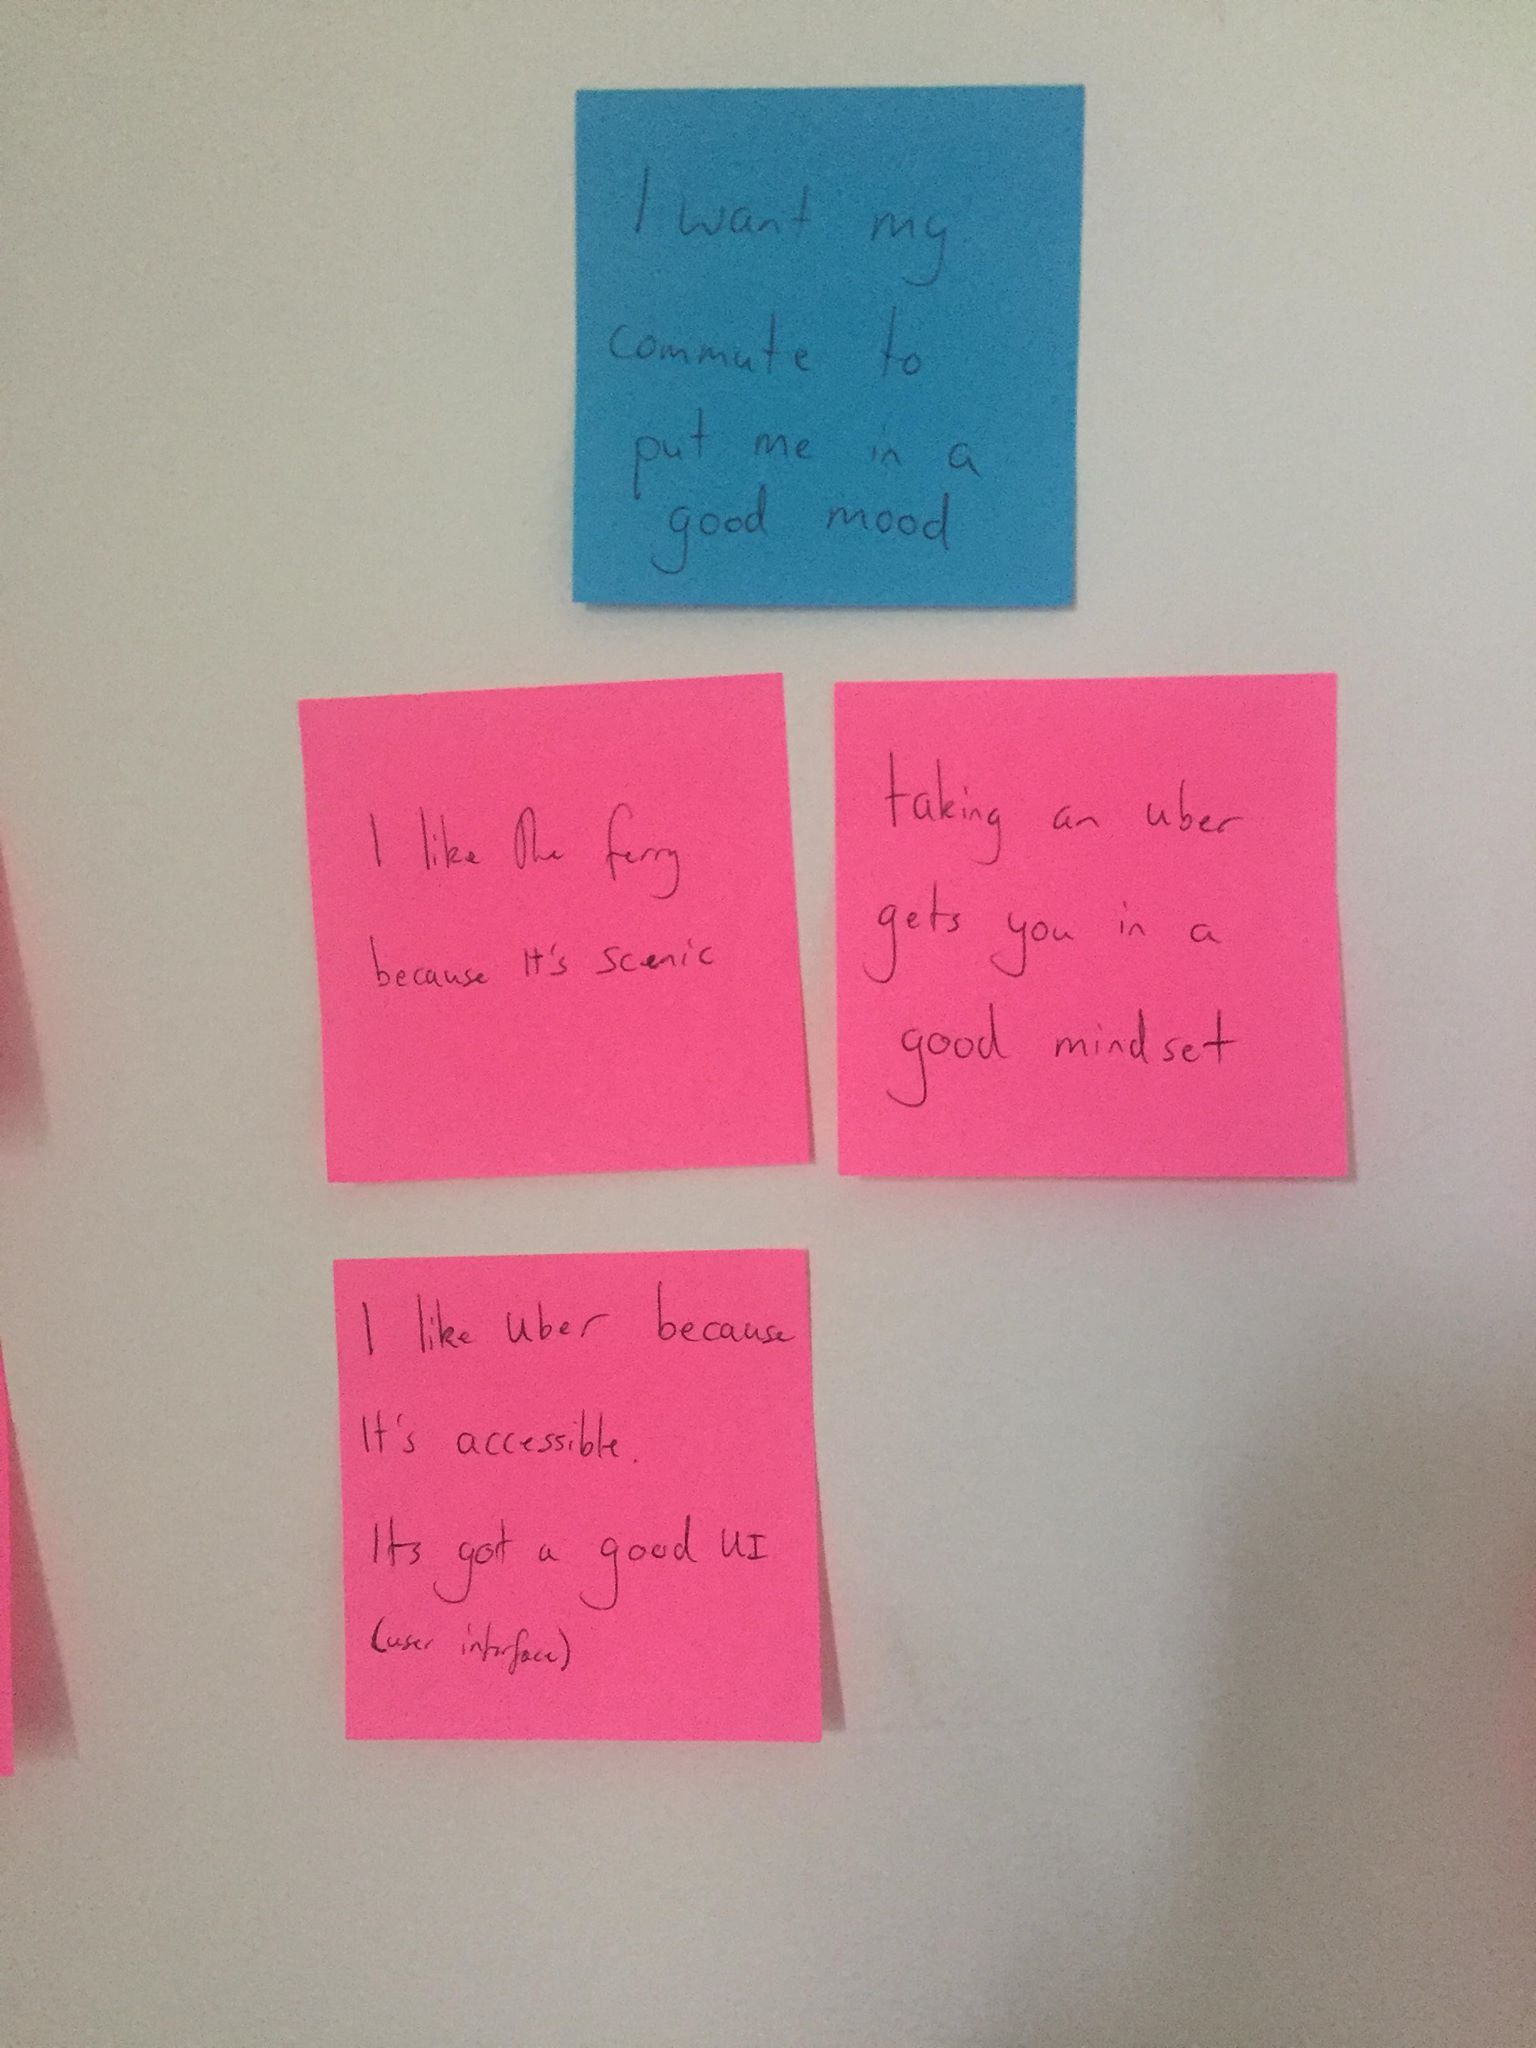 I want my
commute to
put me in a
good mood
I like the ferry
because It's scenic
taking an uber
gets you in a
good mindset
I like Uber because
It's accessible.
Its got a good UI
(user interface)